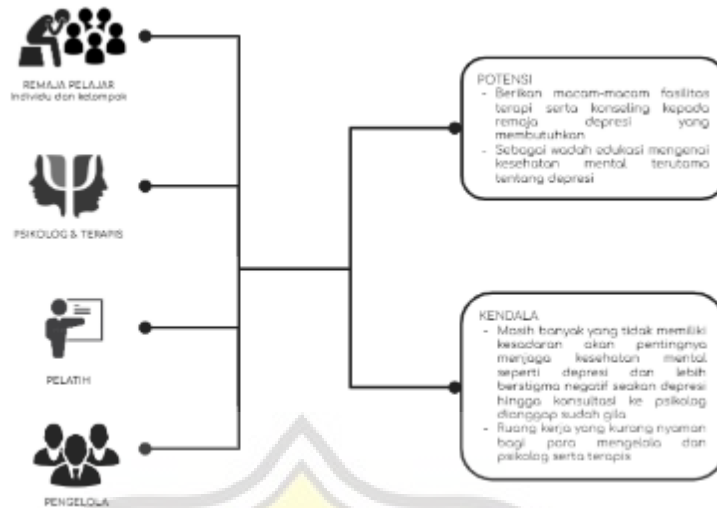 REMAJA PELAJAR
Individu dan kelompok
PSIKOLOG & TERAPIS
PELATIH
PENGELOLA
POTENSI
- Berikan macam-macam fasilitas
terapi serta konseling kepada
remaja depresi yang
membutuhkan
- Sebagai wadah edukasi mengenai
kesehatan mental terutama
tentang depresi
KENDALA
- Masih banyak yang tidak memiliki
kesadaran akan pentingnya
menjaga kesehatan mental
seperti depresi dan lebih
berstigma negatif seakan depresi
hingga konsultasi ke psikolog
dianggap sudah gila
- Ruang kerja yang kurang nyaman
bagi para mengelola dan
psikolog serta terapis